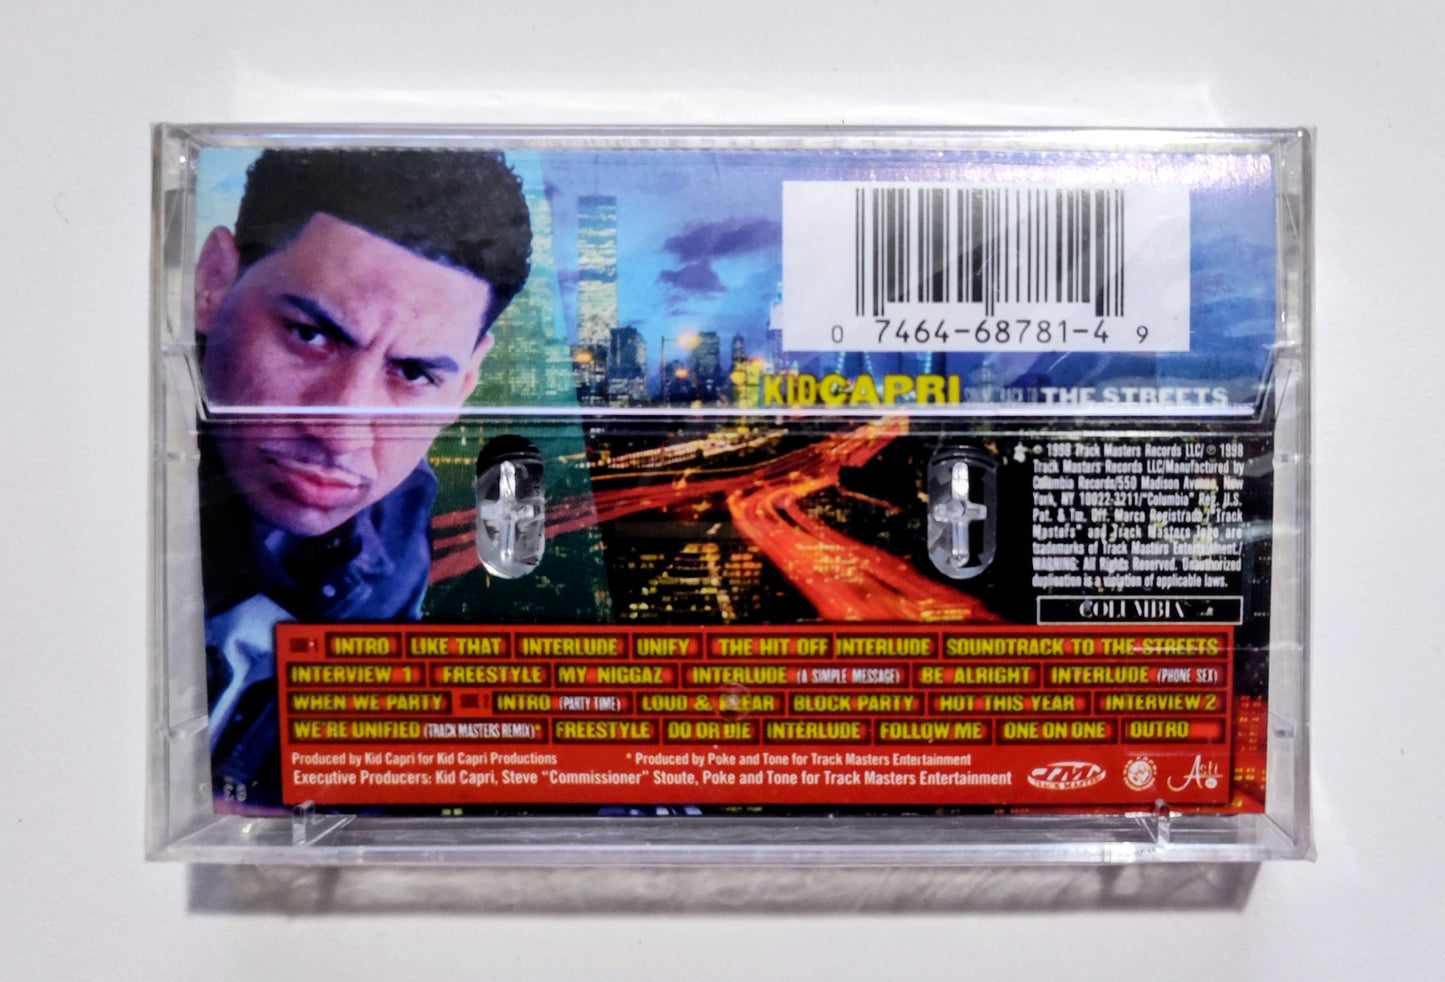 0 7464-68781-4 9
KID CAPRI THE STREETS
℗ 1998 Track Masters Records LLC/ ℗ 1998
Track Masters Records LLC/Manufactured by
Columbia Records/550 Madison Avenue, New
York, NY 10022-3211/"Columbia" Reg. U.S.
Pat. & Tm. Off. Marca Registrada./Track
Masters" and Track Masters logo are
trademarks of Track Masters Entertainment./
WARNING: All Rights Reserved. Unauthorized
duplication is a violation of applicable laws.
COLUMBIA
INTRO LIKE THAT INTERLUDE UNIFY THE HIT OFF INTERLUDE SOUNDTRACK TO THE STREETS
INTERVIEW 1 FREESTYLE MY NIGGAZ INTERLUDE (A SIMPLE MESSAGE) BE ALRIGHT INTERLUDE (PHONE SEX)
WHEN WE PARTY 2 INTRO (PARTY TIME) LOUD & BLOCK PARTY HOT THIS YEAR INTERVIEW 2
WE'RE UNIFIED (TRACK MASTERS REMIX)* FREESTYLE DO OR DIE INTERLUDE FOLLOW ME ONE ON ONE OUTRO
Produced by Kid Capri for Kid Capri Productions * Produced by Poke and Tone for Track Masters Entertainment
Executive Producers: Kid Capri, Steve "Commissioner" Stoute, Poke and Tone for Track Masters Entertainment
TM TRACK MASTERS